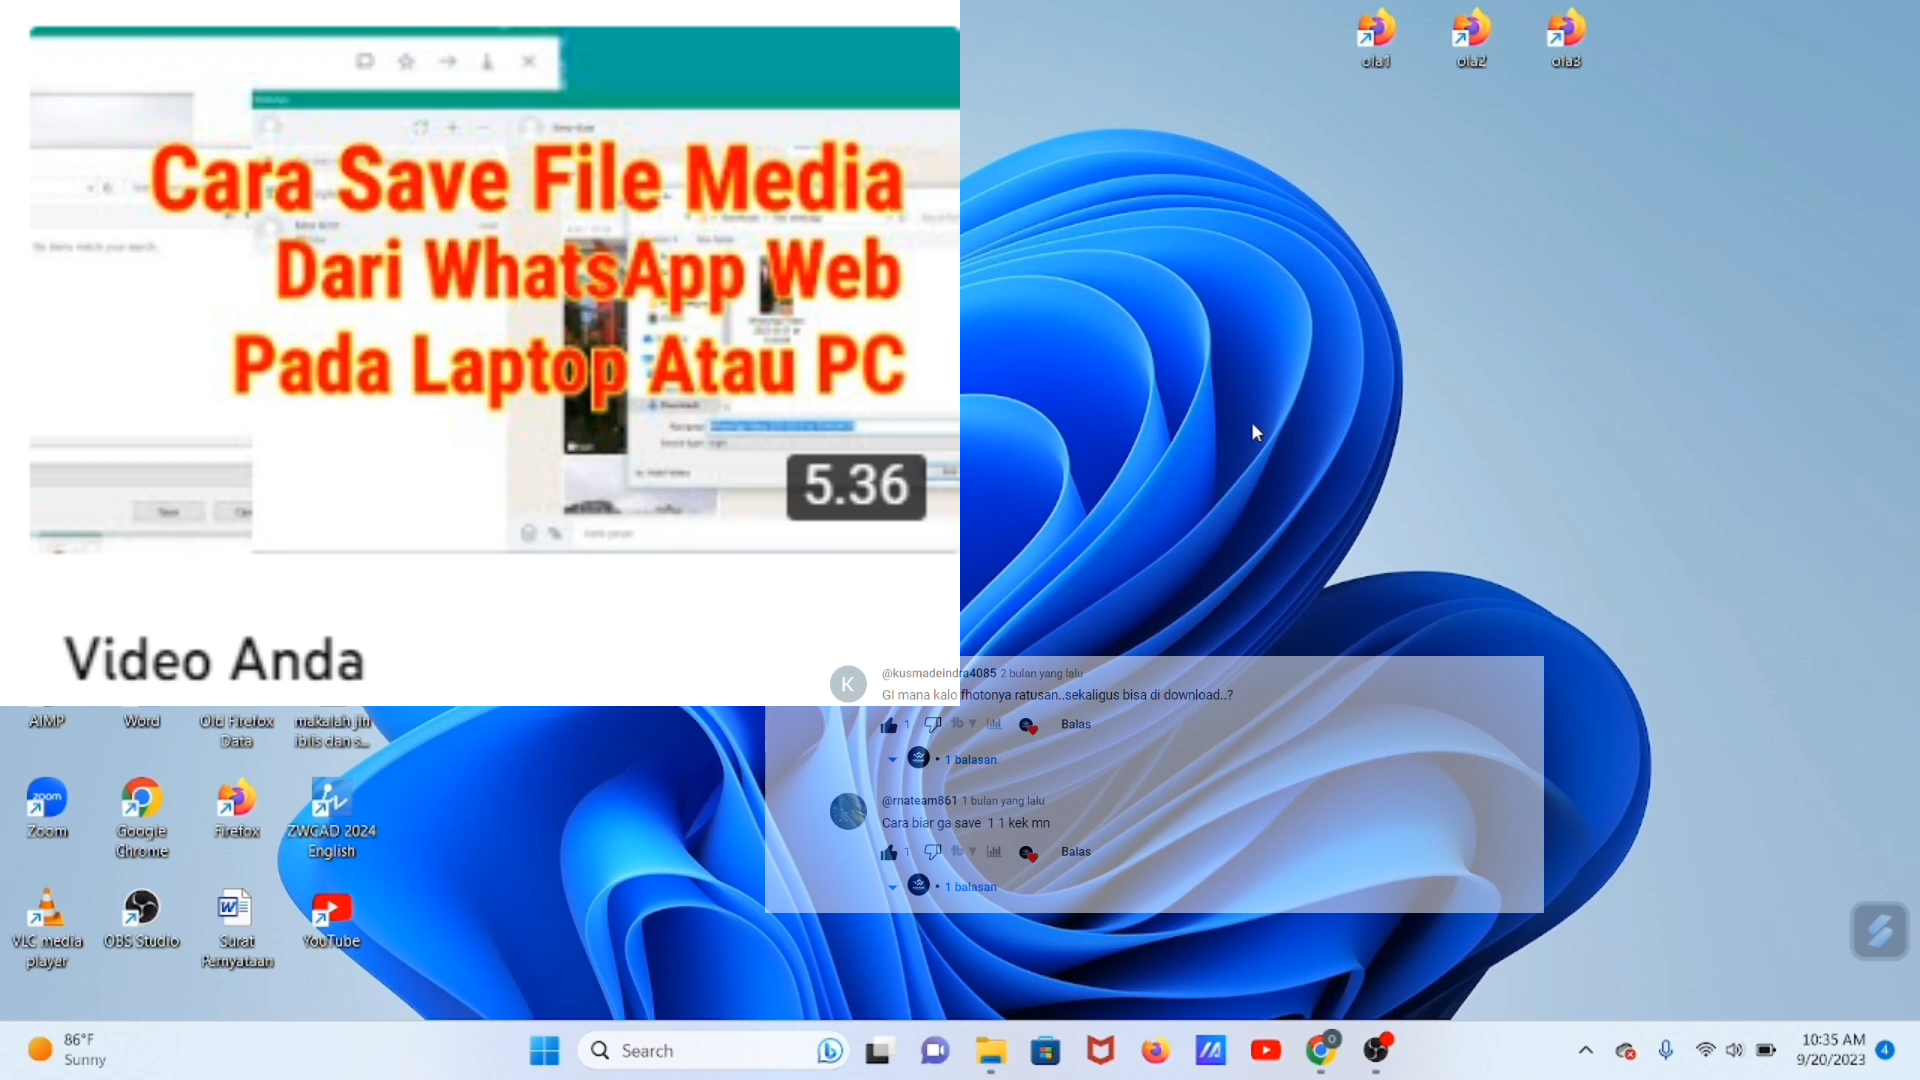 Cara Save File Media
Dari WhatsApp Web
Pada Laptop Atau PC
5.36
Video Anda
ola1
ola2
ola3
@kusmadeindra4085 2 bulan yang lalu
GI mana kalo fhotonya ratusan..sekaligus bisa di download..?
1
Balas
1 balasan
@rnateam861 1 bulan yang lalu
Cara biar ga save 1 1 kek mn
1
Balas
1 balasan
AIMP
Word
Old Firefox
Data
makalah jin
iblis dan s...
Zoom
Google
Chrome
Firefox
ZWCAD 2024
English
VLC media
player
OBS Studio
Surat
Pernyataan
YouTube
86°F
Sunny
Search
10:35 AM
9/20/2023
4